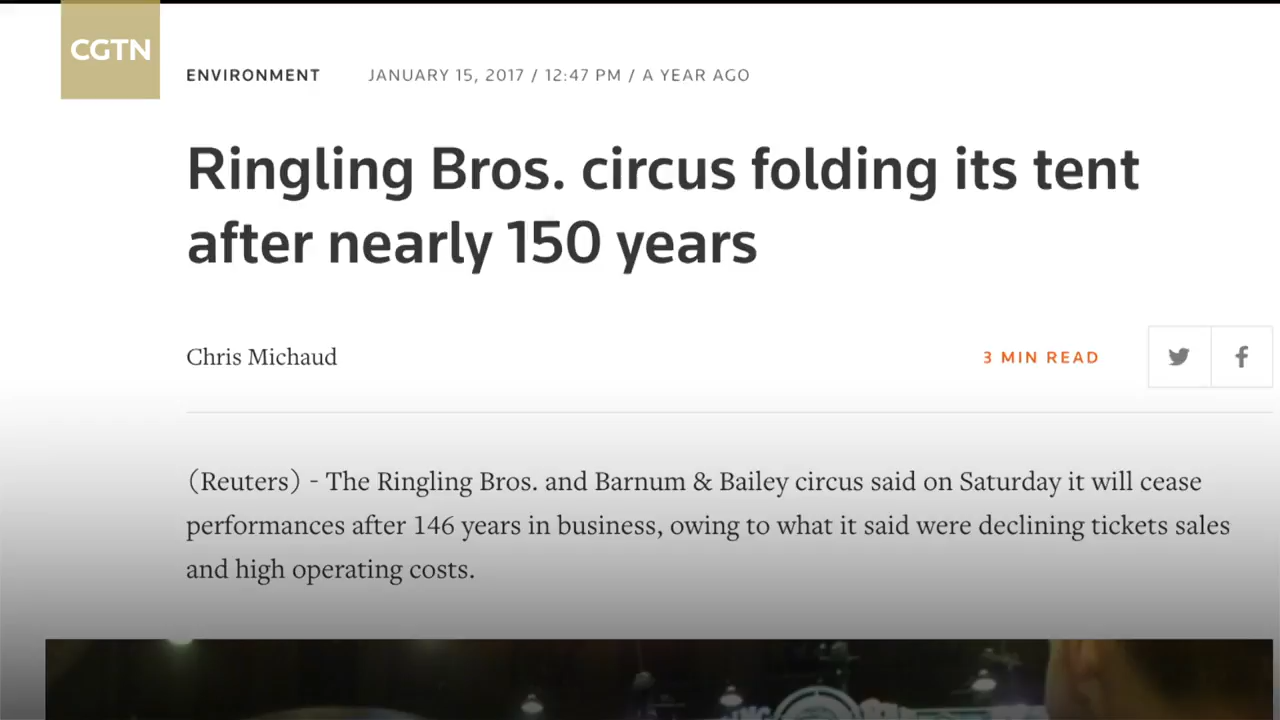 CGTN
ENVIRONMENT JANUARY 15, 2017 / 12:47 PM / A YEAR AGO
Ringling Bros. circus folding its tent
after nearly 150 years
Chris Michaud 3 MIN READ
(Reuters) - The Ringling Bros. and Barnum & Bailey circus said on Saturday it will cease
performances after 146 years in business, owing to what it said were declining tickets sales
and high operating costs.